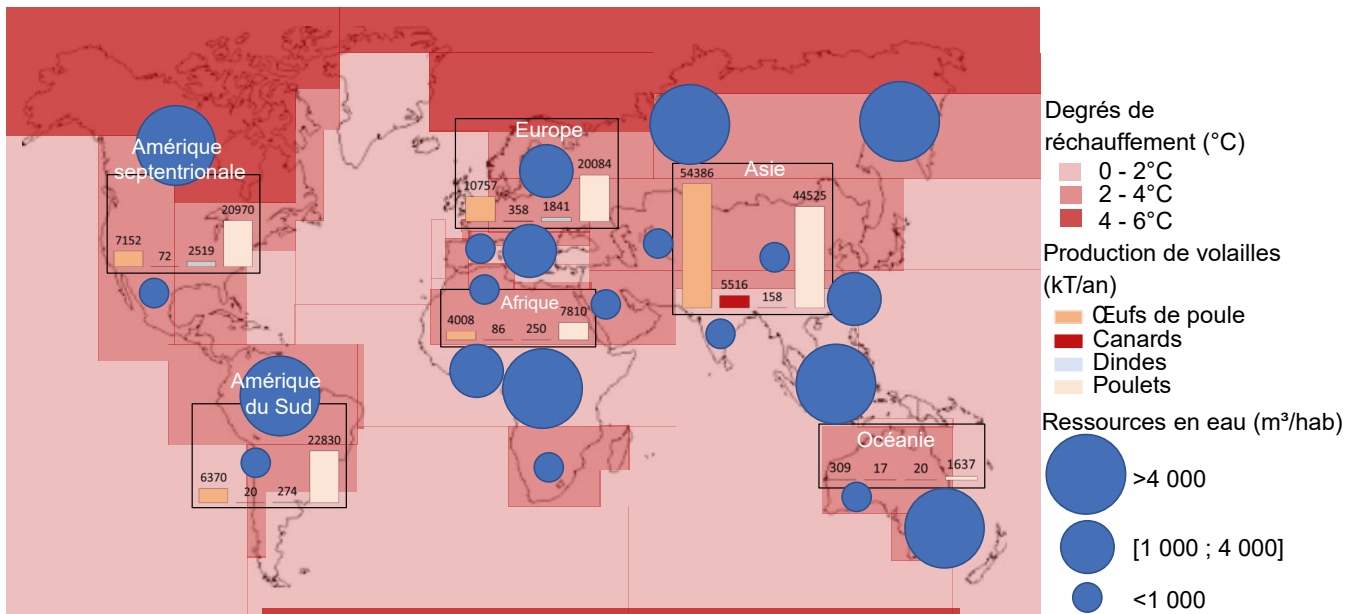 Amérique
septentrionale
20970
7152
72
2519
Europe
20084
10757
358
1841
Asie
54386
44525
5516
158
Afrique
7810
4008
86
250
Amérique
du Sud
22830
6370
20
274
Océanie
309
17
20
1637
Degrés de
réchauffement (°C)
0 - 2°C
2 - 4°C
4 - 6°C
Production de volailles
(kT/an)
Œufs de poule
Canards
Dindes
Poulets
Ressources en eau (m³/hab)
>4 000
[1 000 ; 4 000]
<1 000